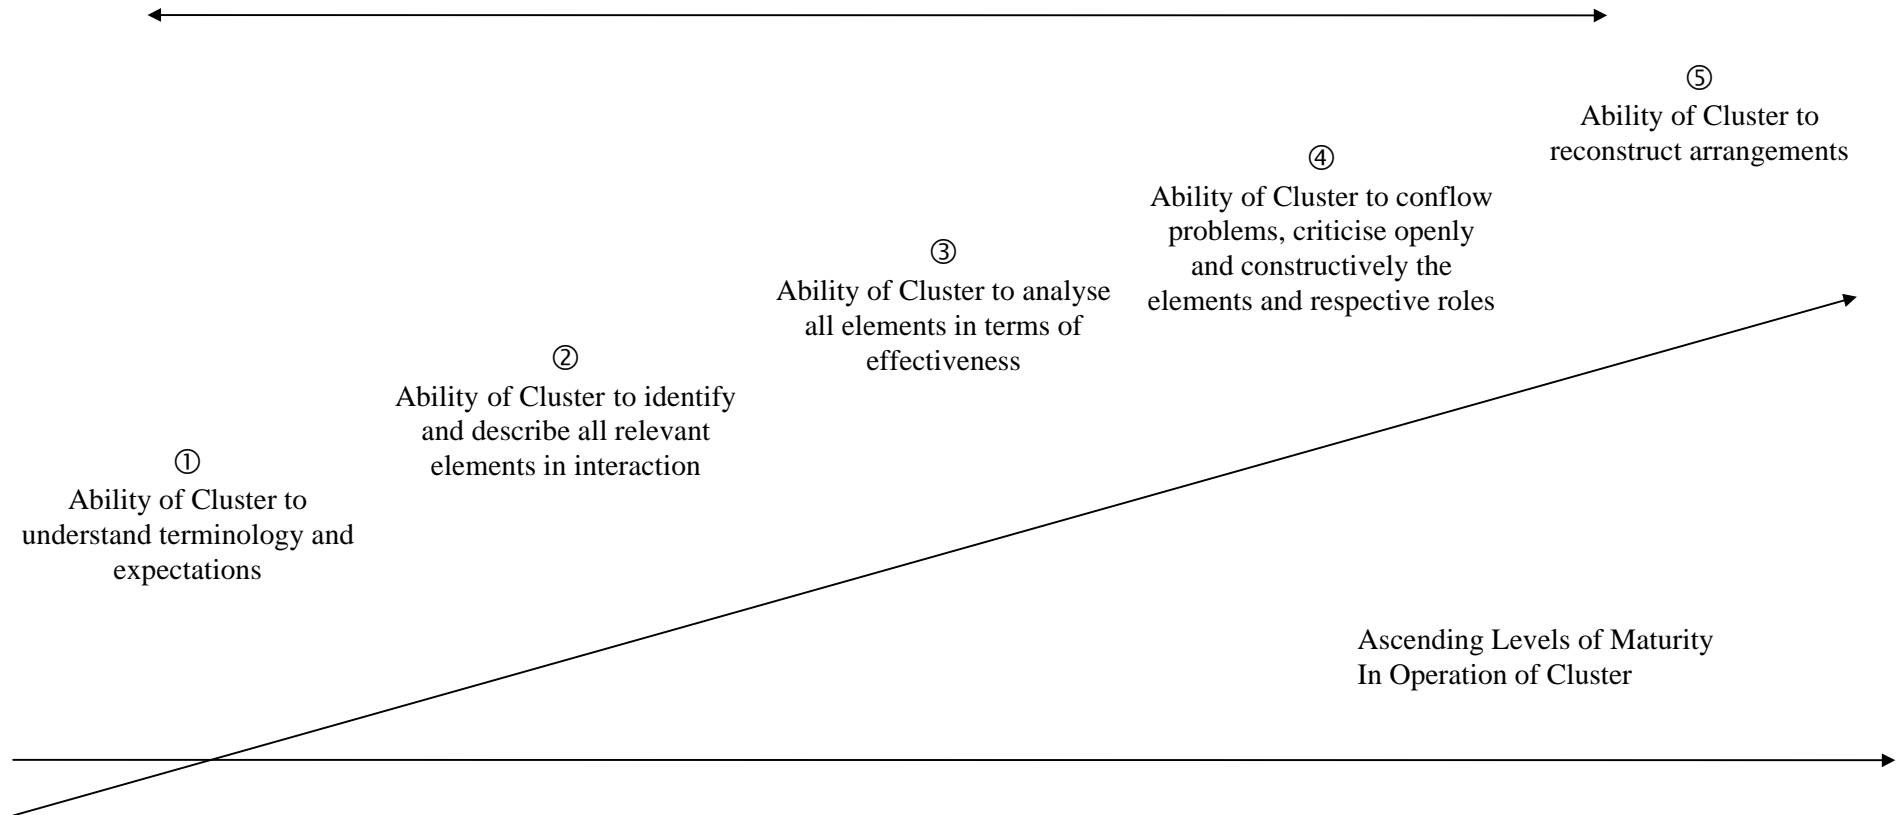 ①
Ability of Cluster to
understand terminology and
expectations
②
Ability of Cluster to identify
and describe all relevant
elements in interaction
③
Ability of Cluster to analyse
all elements in terms of
effectiveness
④
Ability of Cluster to conflow
problems, criticise openly
and constructively the
elements and respective roles
⑤
Ability of Cluster to
reconstruct arrangements
Ascending Levels of Maturity
In Operation of Cluster